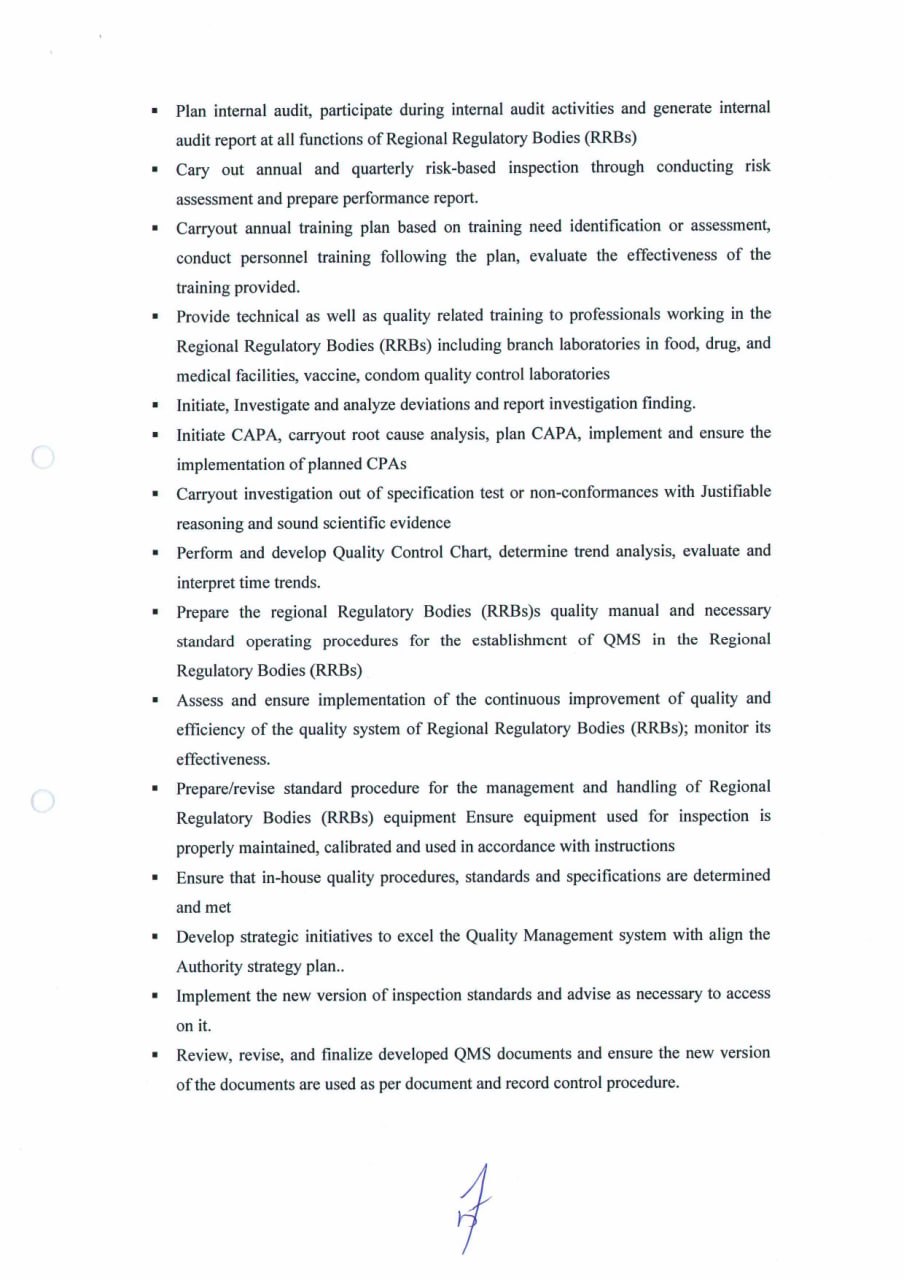 ▪ Plan internal audit, participate during internal audit activities and generate internal
audit report at all functions of Regional Regulatory Bodies (RRBs)
▪ Cary out annual and quarterly risk-based inspection through conducting risk
assessment and prepare performance report.
▪ Carryout annual training plan based on training need identification or assessment,
conduct personnel training following the plan, evaluate the effectiveness of the
training provided.
▪ Provide technical as well as quality related training to professionals working in the
Regional Regulatory Bodies (RRBs) including branch laboratories in food, drug, and
medical facilities, vaccine, condom quality control laboratories
▪ Initiate, Investigate and analyze deviations and report investigation finding.
▪ Initiate CAPA, carryout root cause analysis, plan CAPA, implement and ensure the
implementation of planned CPAs
▪ Carryout investigation out of specification test or non-conformances with Justifiable
reasoning and sound scientific evidence
▪ Perform and develop Quality Control Chart, determine trend analysis, evaluate and
interpret time trends.
▪ Prepare the regional Regulatory Bodies (RRBs)s quality manual and necessary
standard operating procedures for the establishment of QMS in the Regional
Regulatory Bodies (RRBs)
▪ Assess and ensure implementation of the continuous improvement of quality and
efficiency of the quality system of Regional Regulatory Bodies (RRBs); monitor its
effectiveness.
▪ Prepare/revise standard procedure for the management and handling of Regional
Regulatory Bodies (RRBs) equipment Ensure equipment used for inspection is
properly maintained, calibrated and used in accordance with instructions
▪ Ensure that in-house quality procedures, standards and specifications are determined
and met
▪ Develop strategic initiatives to excel the Quality Management system with align the
Authority strategy plan..
▪ Implement the new version of inspection standards and advise as necessary to access
on it.
▪ Review, revise, and finalize developed QMS documents and ensure the new version
of the documents are used as per document and record control procedure.